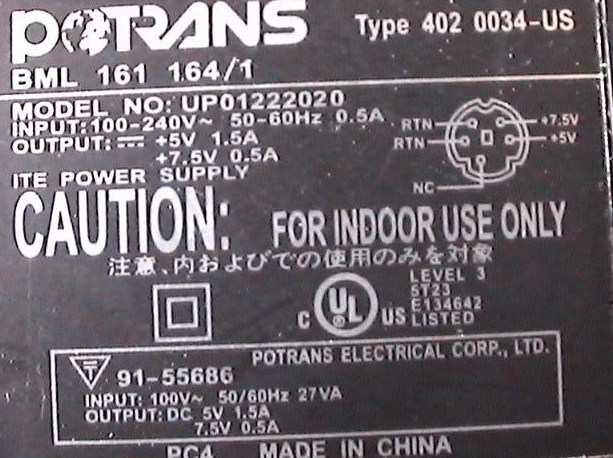 POTRANS Type 402 0034-US
BML 161 164/1
MODEL NO: UP01222020
INPUT: 100-240V~ 50-60Hz 0.5A
OUTPUT: ⎓ +5V 1.5A
+7.5V 0.5A
RTN +7.5V
RTN +5V
NC
ITE POWER SUPPLY
CAUTION: FOR INDOOR USE ONLY
注意、内およびでの使用のみを対象
C UL ® US
LEVEL 3
5T23
E134642
LISTED
POTRANS ELECTRICAL CORP., LTD.
T 91-55686
INPUT: 100V~ 50/60Hz 27VA
OUTPUT: DC 5V 1.5A
7.5V 0.5A
PC4 MADE IN CHINA